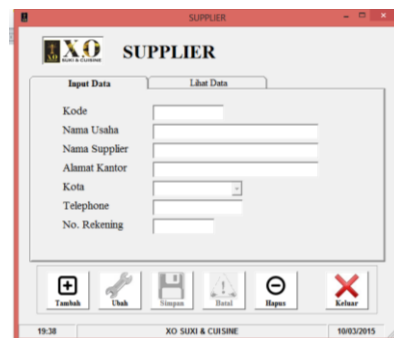 SUPPLIER
XO
SUXI & CUISINE
SUPPLIER
Input Data
Lihat Data
Kode
Nama Usaha
Nama Supplier
Alamat Kantor
Kota
Telephone
No. Rekening
Tambah
Ubah
Simpan
Batal
Hapus
Keluar
19:38
XO SUXI & CUISINE
10/03/2015